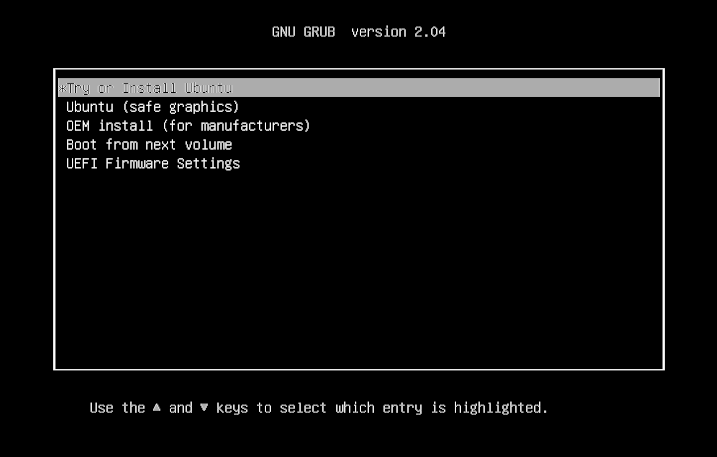 GNU GRUB  version 2.04
*Try or Install Ubuntu
Ubuntu (safe graphics)
OEM install (for manufacturers)
Boot from next volume
UEFI Firmware Settings
Use the ▲ and ▼ keys to select which entry is highlighted.